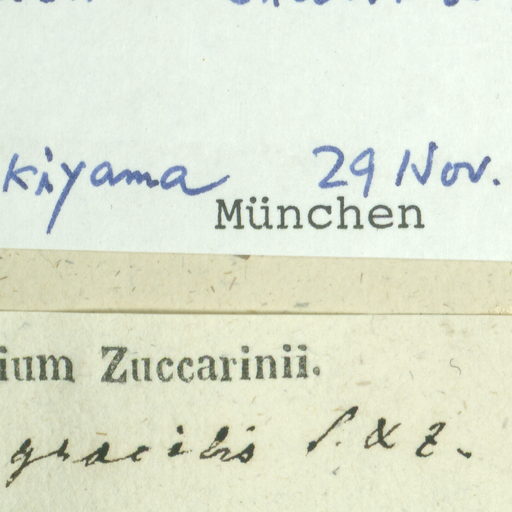 kiyama 29 Nov.
München
ium Zuccarinii.
gracilis S. & Z.